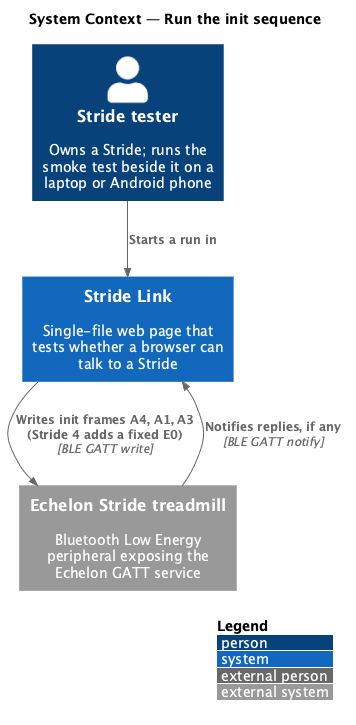 System Context — Run the init sequence
Stride tester
Owns a Stride; runs the
smoke test beside it on a
laptop or Android phone
Starts a run in
Stride Link
Single-file web page that
tests whether a browser can
talk to a Stride
Writes init frames A4, A1, A3
(Stride 4 adds a fixed E0)
[BLE GATT write]
Notifies replies, if any
[BLE GATT notify]
Echelon Stride treadmill
Bluetooth Low Energy
peripheral exposing the
Echelon GATT service
Legend
person
system
external person
external system